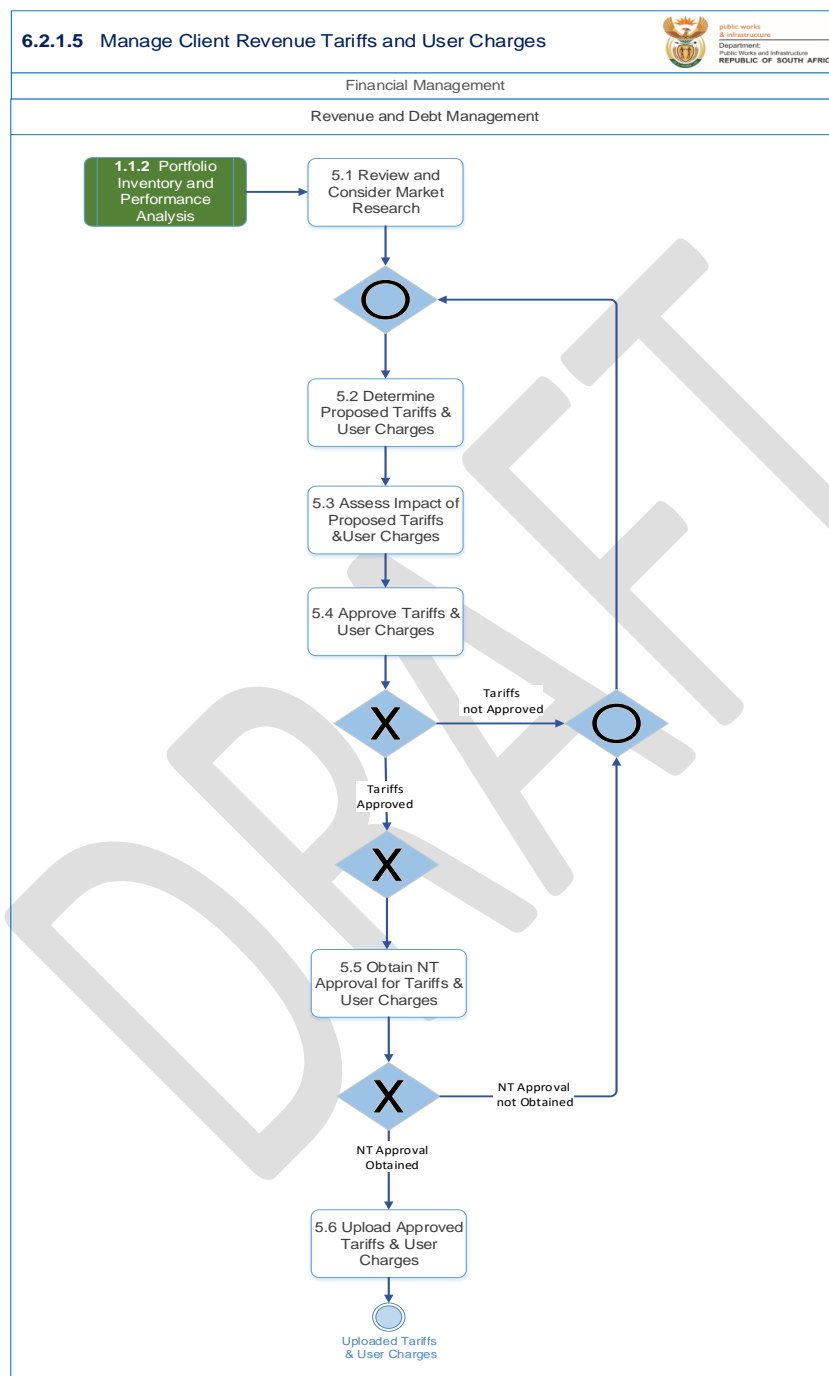 6.2.1.5 Manage Client Revenue Tariffs and User Charges
public works
& infrastructure
Department:
Public Works and Infrastructure
REPUBLIC OF SOUTH AFRIC
Financial Management
Revenue and Debt Management
1.1.2 Portfolio
Inventory and
Performance
Analysis
5.1 Review and
Consider Market
Research
5.2 Determine
Proposed Tariffs &
User Charges
5.3 Assess Impact of
Proposed Tariffs
&User Charges
5.4 Approve Tariffs &
User Charges
X
Tariffs
not Approved
Tariffs
Approved
X
5.5 Obtain NT
Approval for Tariffs &
User Charges
X
NT Approval
not Obtained
NT Approval
Obtained
5.6 Upload Approved
Tariffs & User
Charges
Uploaded Tariffs
& User Charges
DRAFT